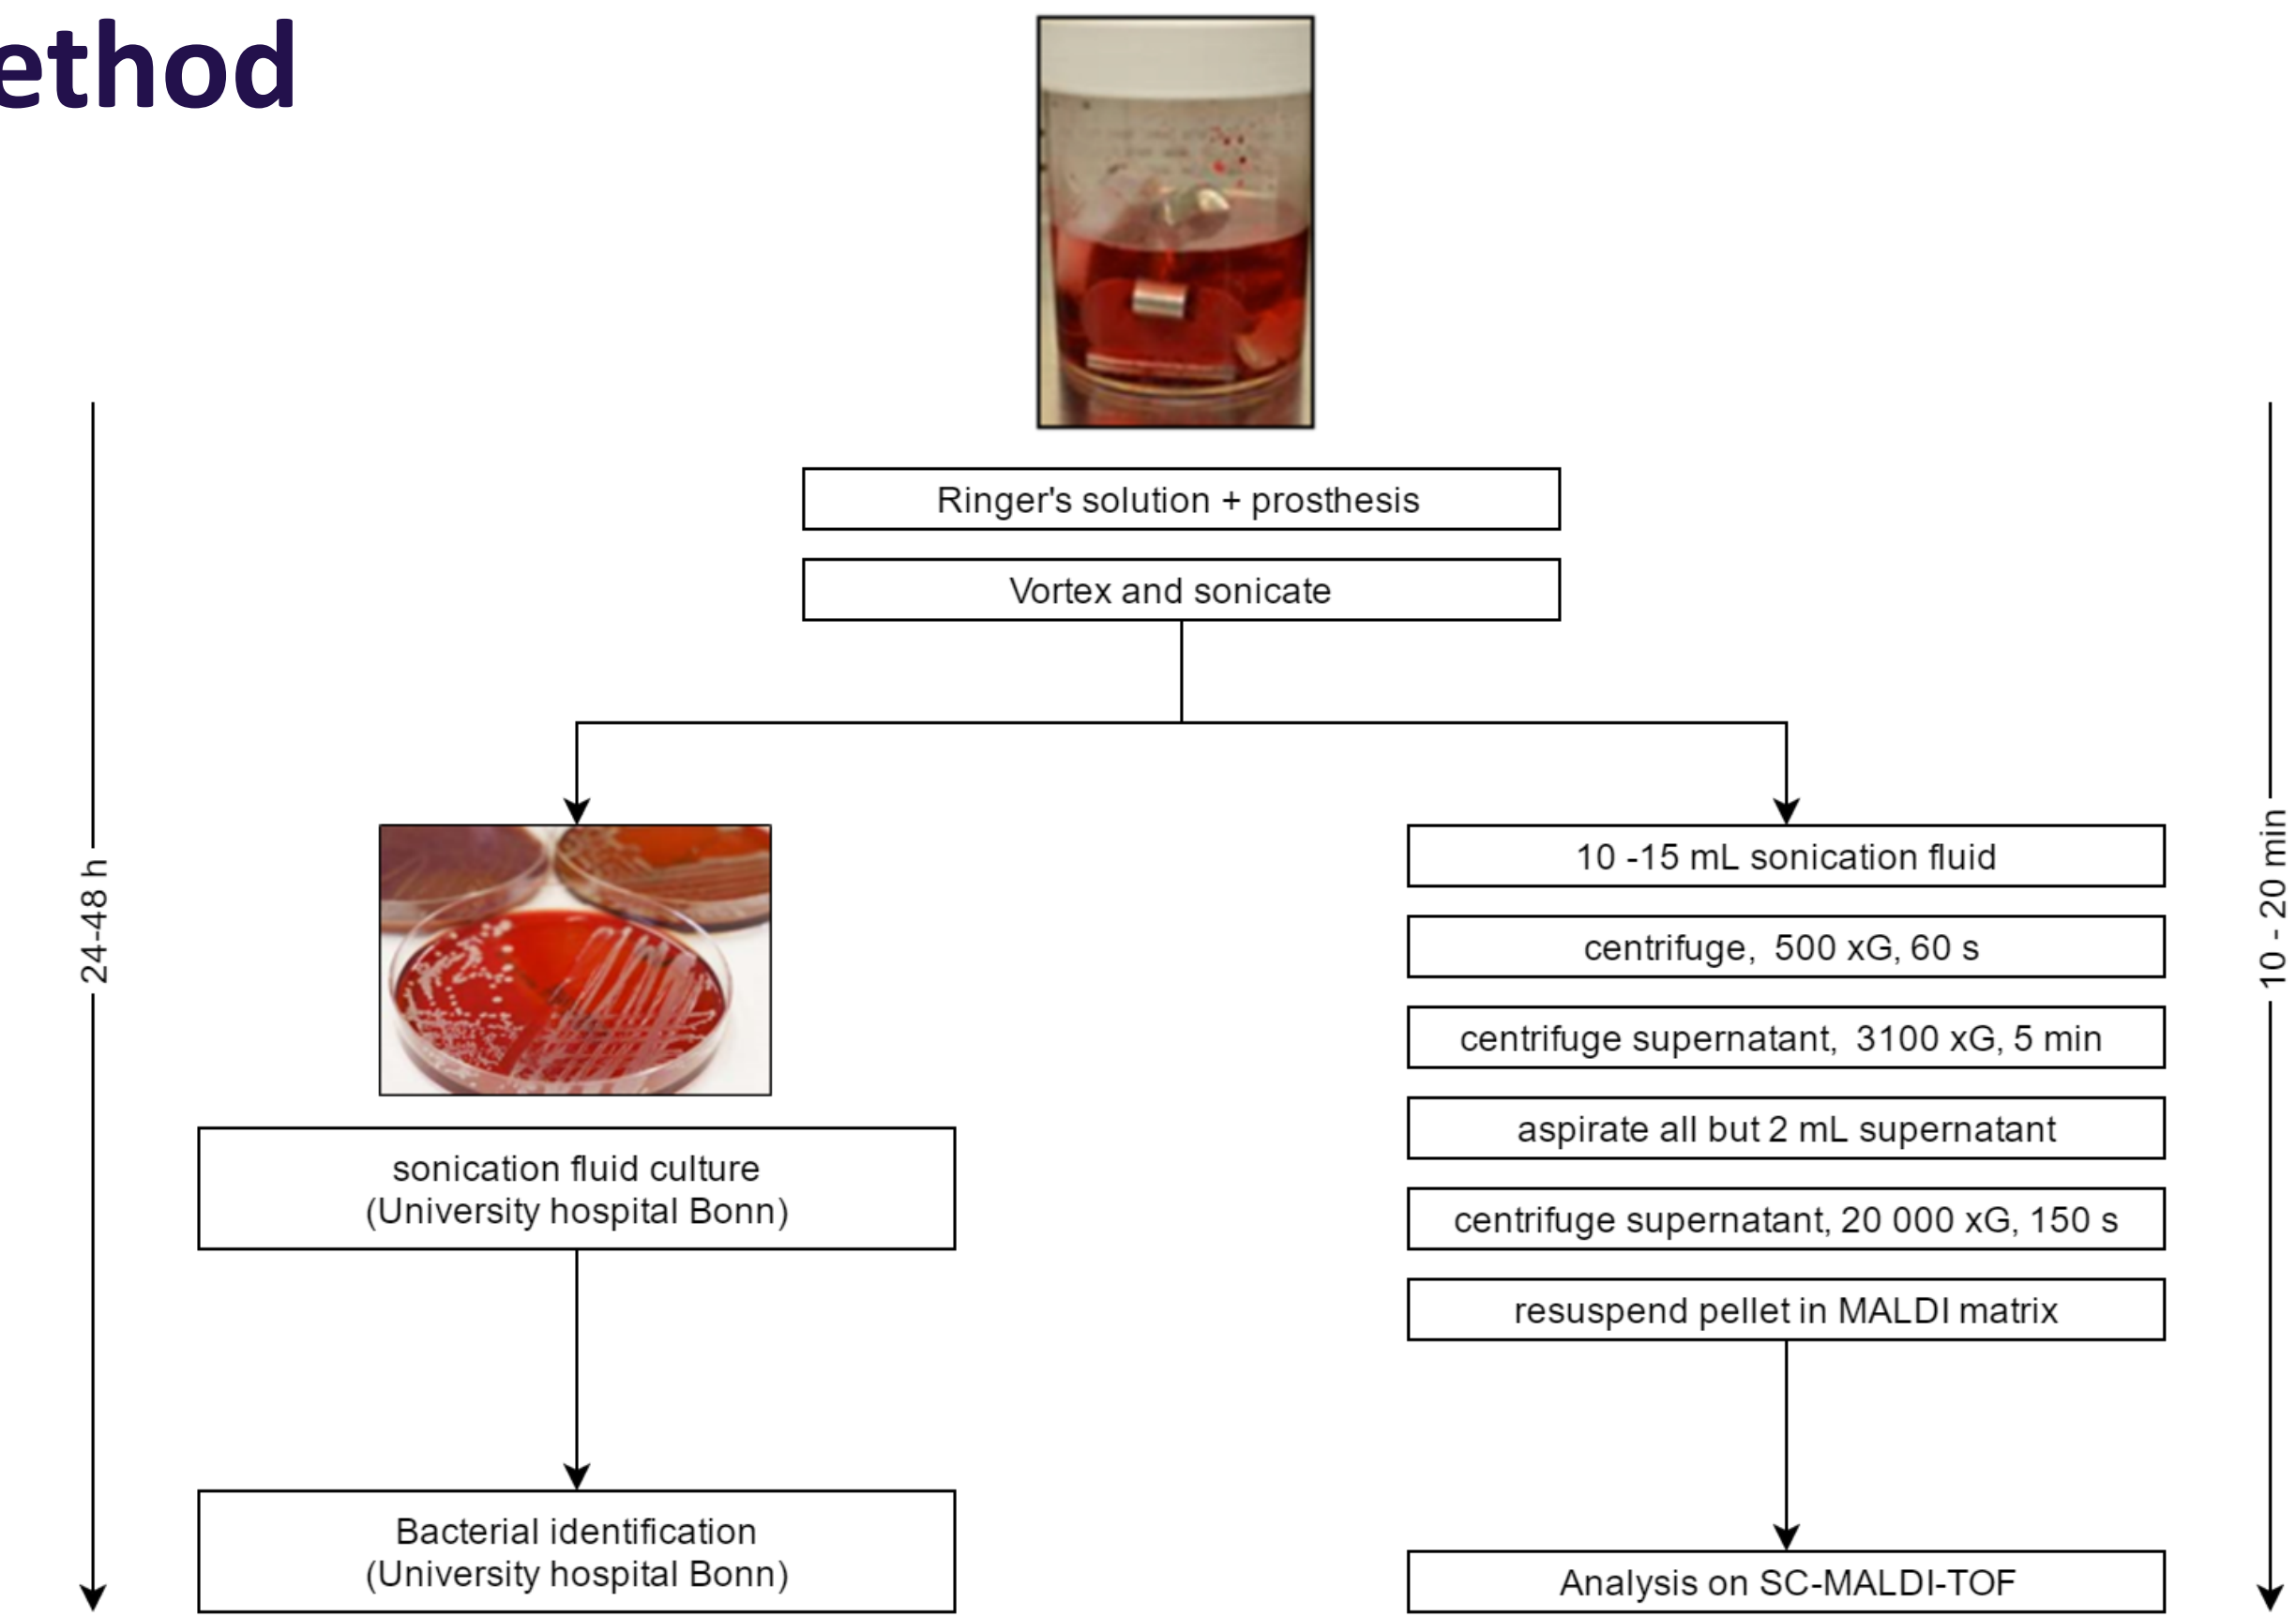 ethod
Ringer's solution + prosthesis
Vortex and sonicate
24-48 h
sonication fluid culture
(University hospital Bonn)
Bacterial identification
(University hospital Bonn)
10 -15 mL sonication fluid
centrifuge, 500 xG, 60 s
centrifuge supernatant, 3100 xG, 5 min
aspirate all but 2 mL supernatant
centrifuge supernatant, 20 000 xG, 150 s
resuspend pellet in MALDI matrix
Analysis on SC-MALDI-TOF
10 - 20 min